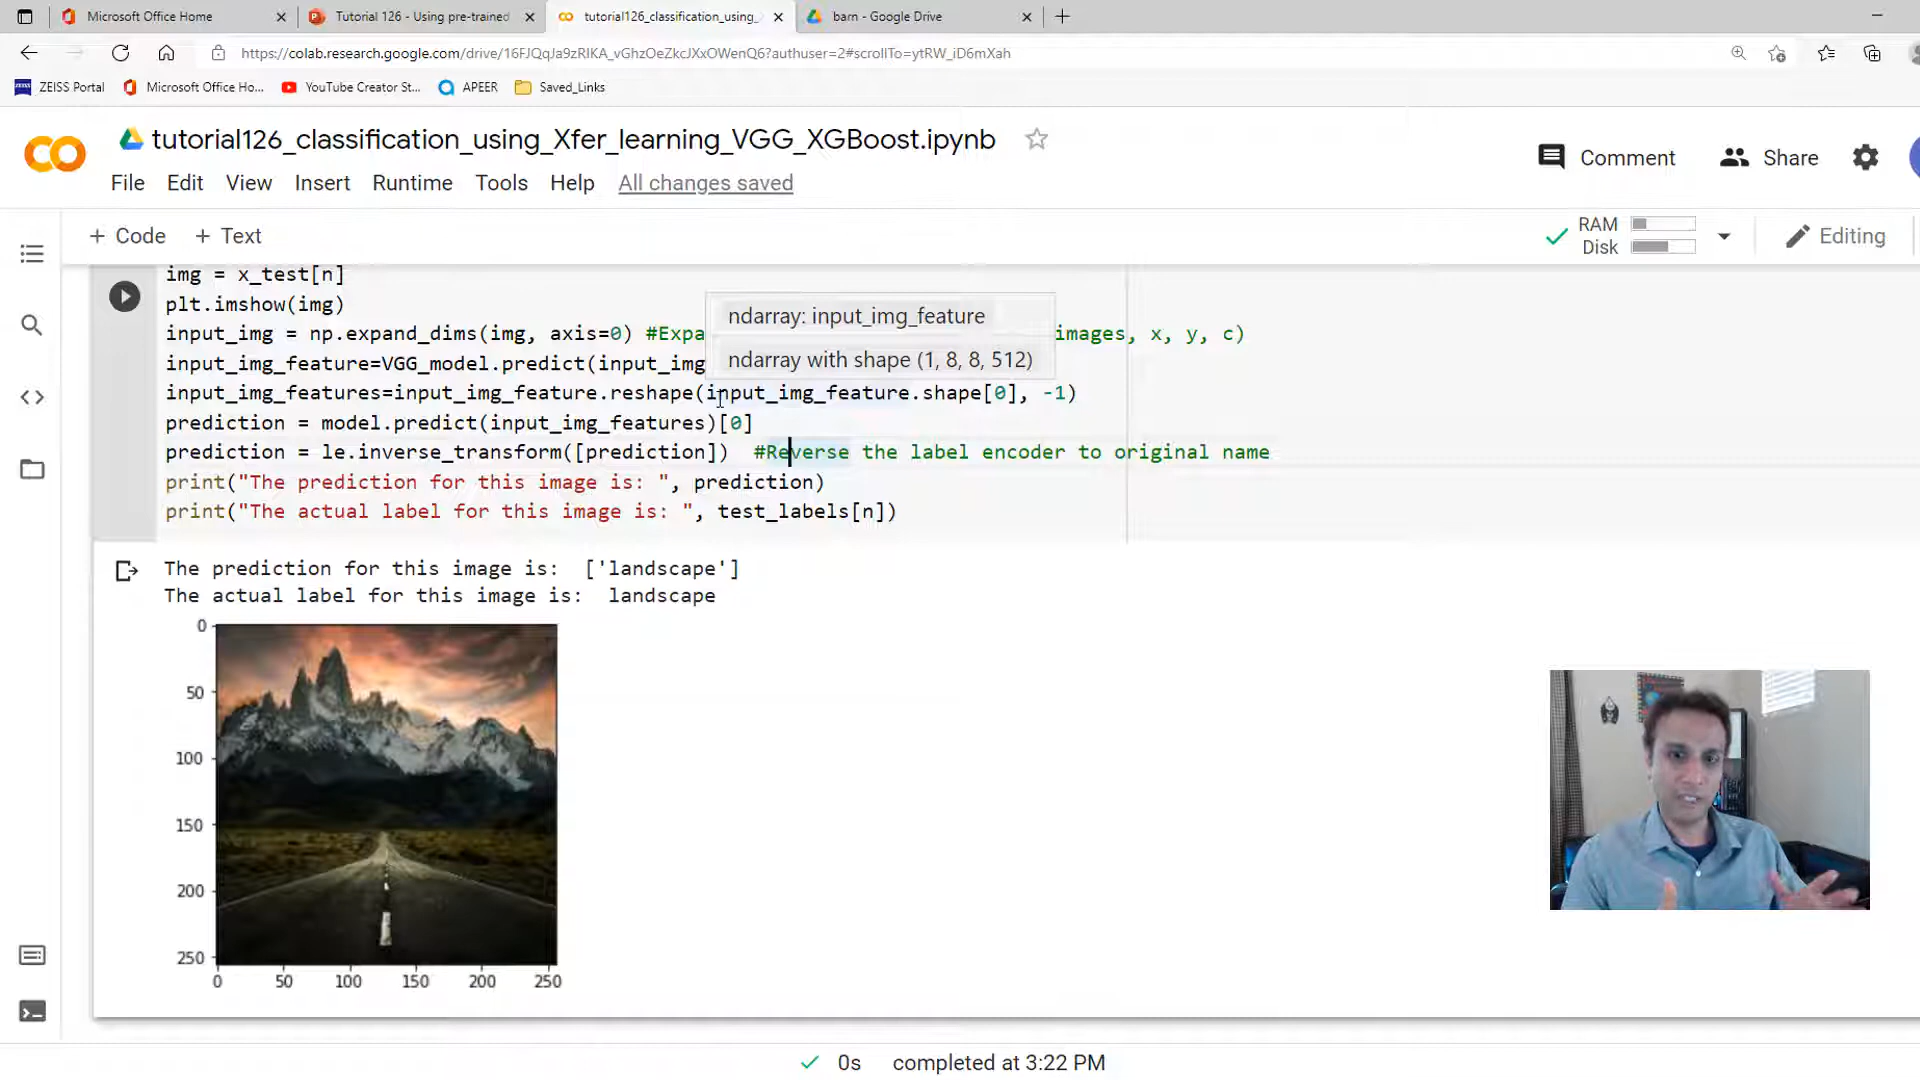 Microsoft Office Home
Tutorial 126 - Using pre-trained
tutorial126_classification_using_
barn - Google Drive
https://colab.research.google.com/drive/16FJQqJa9zRIKA_vGhzOeZkcJXxOWenQ6?authuser=2#scrollTo=ytRW_iD6mXah
ZEISS Portal
Microsoft Office Ho...
YouTube Creator St...
APEER
Saved_Links
tutorial126_classification_using_Xfer_learning_VGG_XGBoost.ipynb
Comment
Share
File Edit View Insert Runtime Tools Help All changes saved
+ Code + Text
RAM
Disk
Editing
img = x_test[n]
plt.imshow(img)
ndarray: input_img_feature
input_img = np.expand_dims(img, axis=0) #Expa images, x, y, c)
input_img_feature=VGG_model.predict(input_img
ndarray with shape (1, 8, 8, 512)
input_img_features=input_img_feature.reshape(input_img_feature.shape[0], -1)
prediction = model.predict(input_img_features)[0]
prediction = le.inverse_transform([prediction]) #Reverse the label encoder to original name
print("The prediction for this image is: ", prediction)
print("The actual label for this image is: ", test_labels[n])
The prediction for this image is: ['landscape']
The actual label for this image is: landscape
0
50
100
150
200
250
0 50 100 150 200 250
0s completed at 3:22 PM